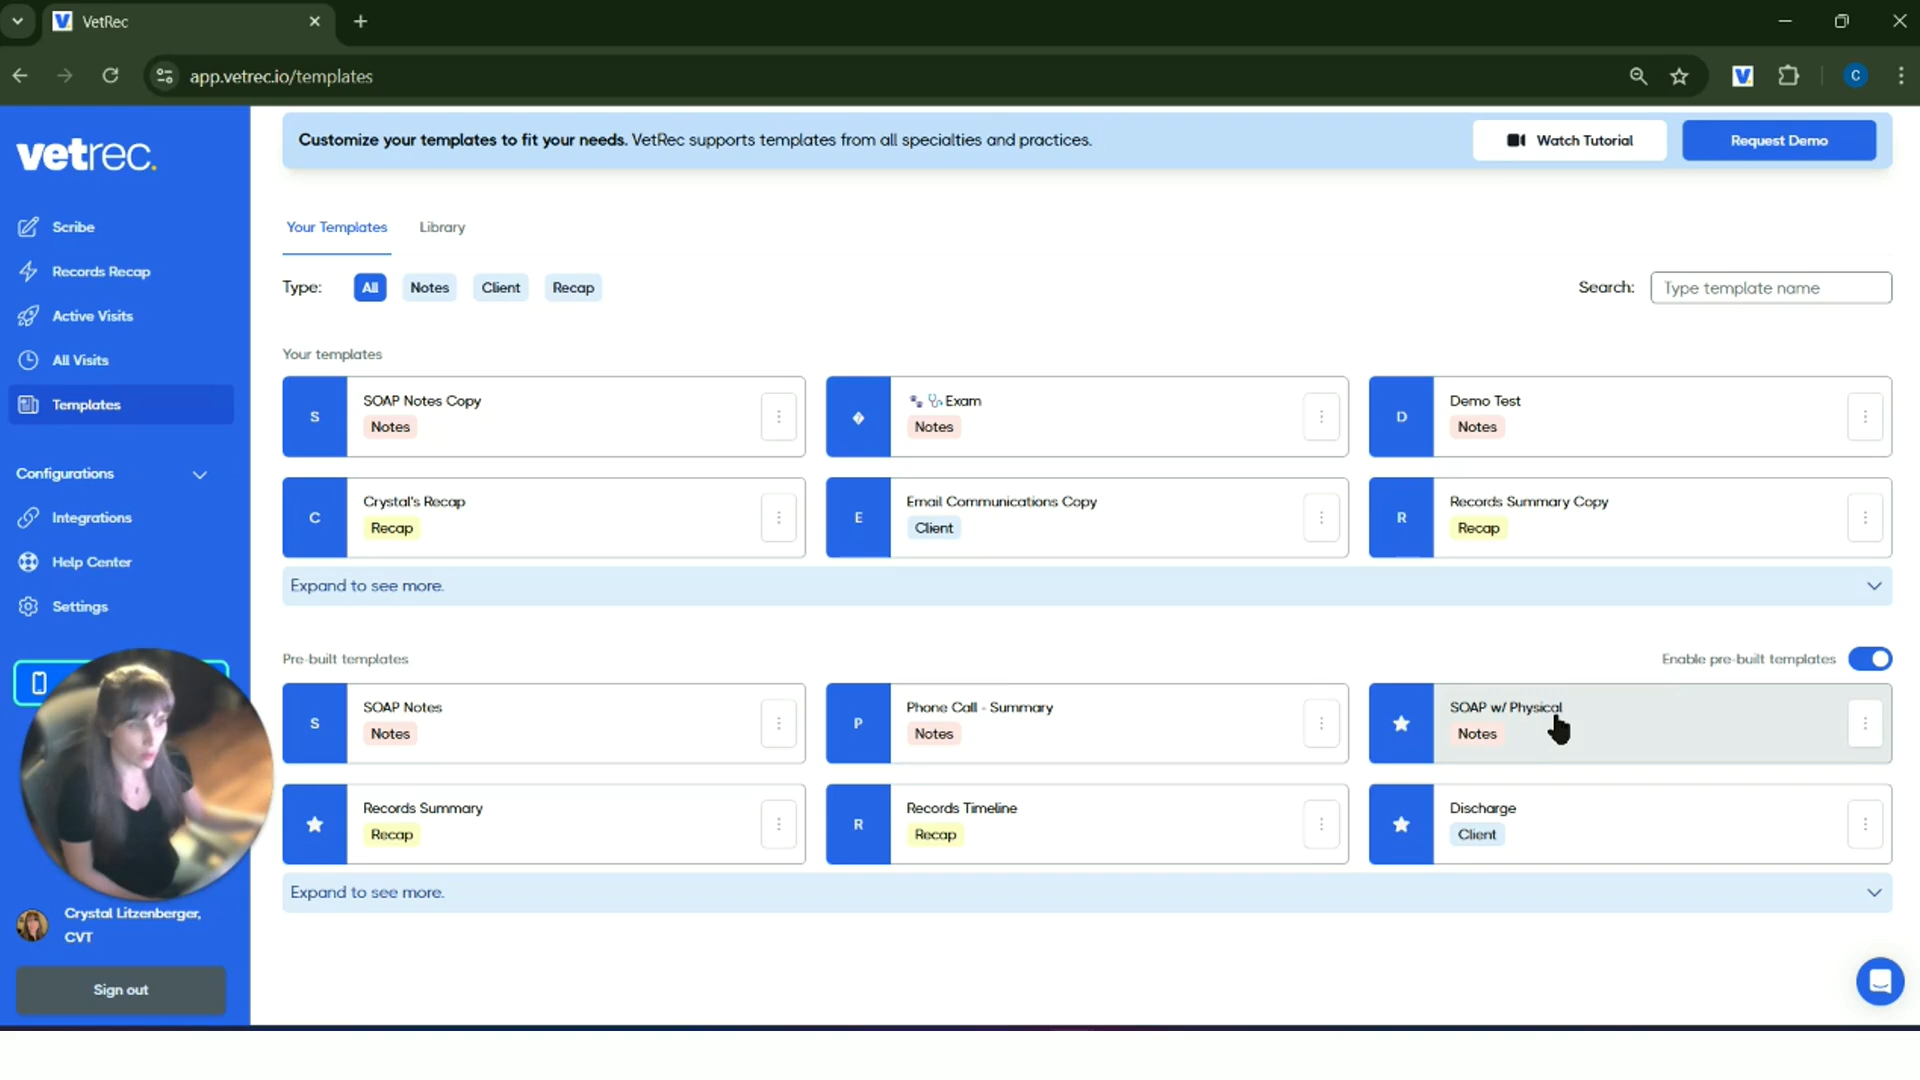 VetRec
app.vetrec.io/templates
V
C
vetrec.
Customize your templates to fit your needs. VetRec supports templates from all specialties and practices.
Watch Tutorial
Request Demo
Scribe
Records Recap
Active Visits
All Visits
Templates
Configurations
Integrations
Help Center
Settings
Crystal Litzenberger,
CVT
Sign out
Your Templates
Library
Type:
All
Notes
Client
Recap
Search:
Type template name
Your templates
S
SOAP Notes Copy
Notes
Exam
Notes
D
Demo Test
Notes
C
Crystal's Recap
Recap
E
Email Communications Copy
Client
R
Records Summary Copy
Recap
Expand to see more.
Pre-built templates
Enable pre-built templates
S
SOAP Notes
Notes
P
Phone Call - Summary
Notes
SOAP w/ Physical
Notes
Records Summary
Recap
R
Records Timeline
Recap
Discharge
Client
Expand to see more.